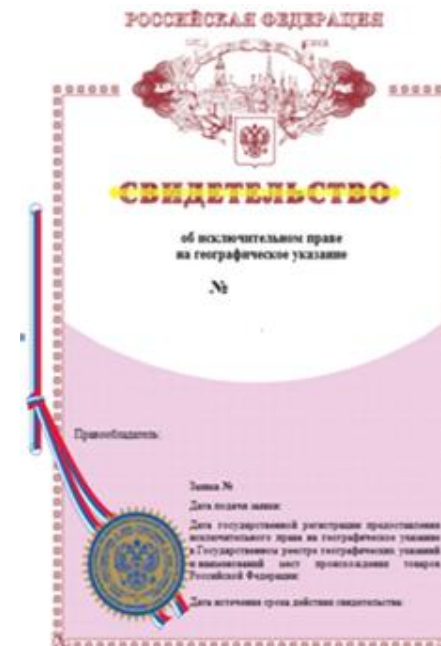 РОССИЙСКАЯ ФЕДЕРАЦИЯ
СВИДЕТЕЛЬСТВО
об исключительном праве
на географическое указание
№
Правообладатель:
Заявка №
Дата подачи заявки:
Дата государственной регистрации предоставления
исключительного права на географическое указание
в Государственном реестре географических указаний
и наименований мест происхождения товаров
Российской Федерации:
Дата истечения срока действия свидетельства: